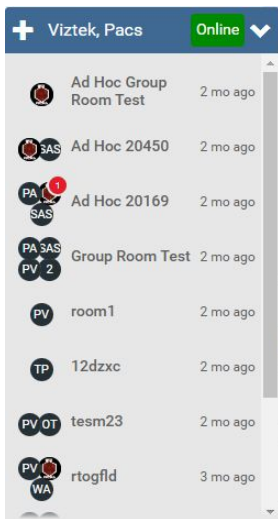 Viztek, Pacs Online
Ad Hoc Group
Room Test 2 mo ago
SAS Ad Hoc 20450 2 mo ago
PA 1
SAS Ad Hoc 20169 2 mo ago
PA SAS
PV 2 Group Room Test 2 mo ago
PV room1 2 mo ago
TP 12dzxc 2 mo ago
PV OT tesm23 2 mo ago
PV
WA rtogfld 3 mo ago